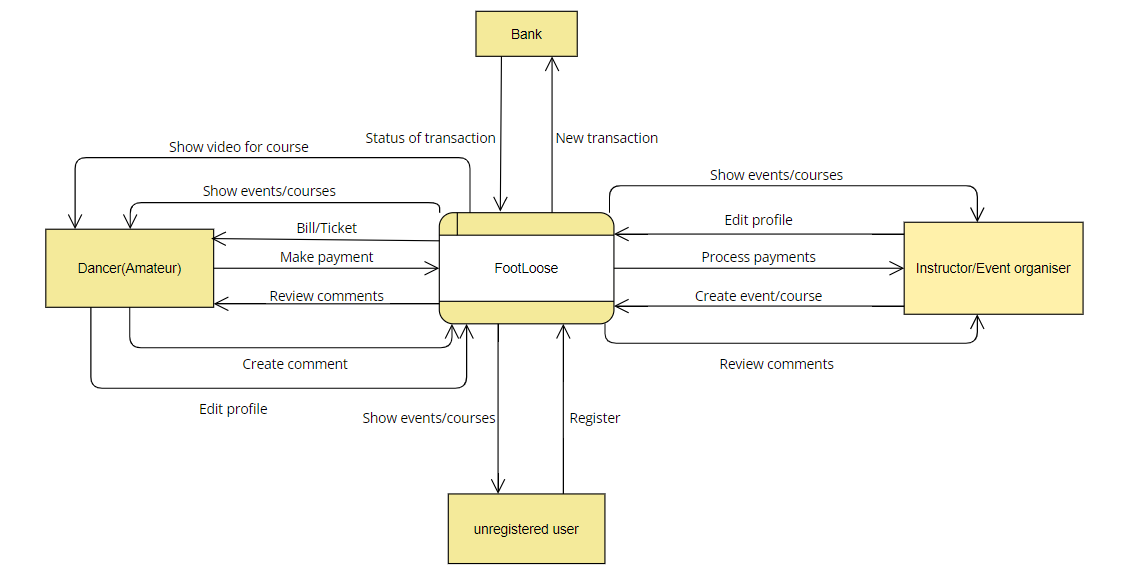 Bank
Status of transaction
New transaction
Show video for course
Show events/courses
Show events/courses
Bill/Ticket
Edit profile
Make payment
Process payments
Dancer(Amateur)
FootLoose
Instructor/Event organiser
Review comments
Create event/course
Create comment
Review comments
Edit profile
Show events/courses
Register
unregistered user